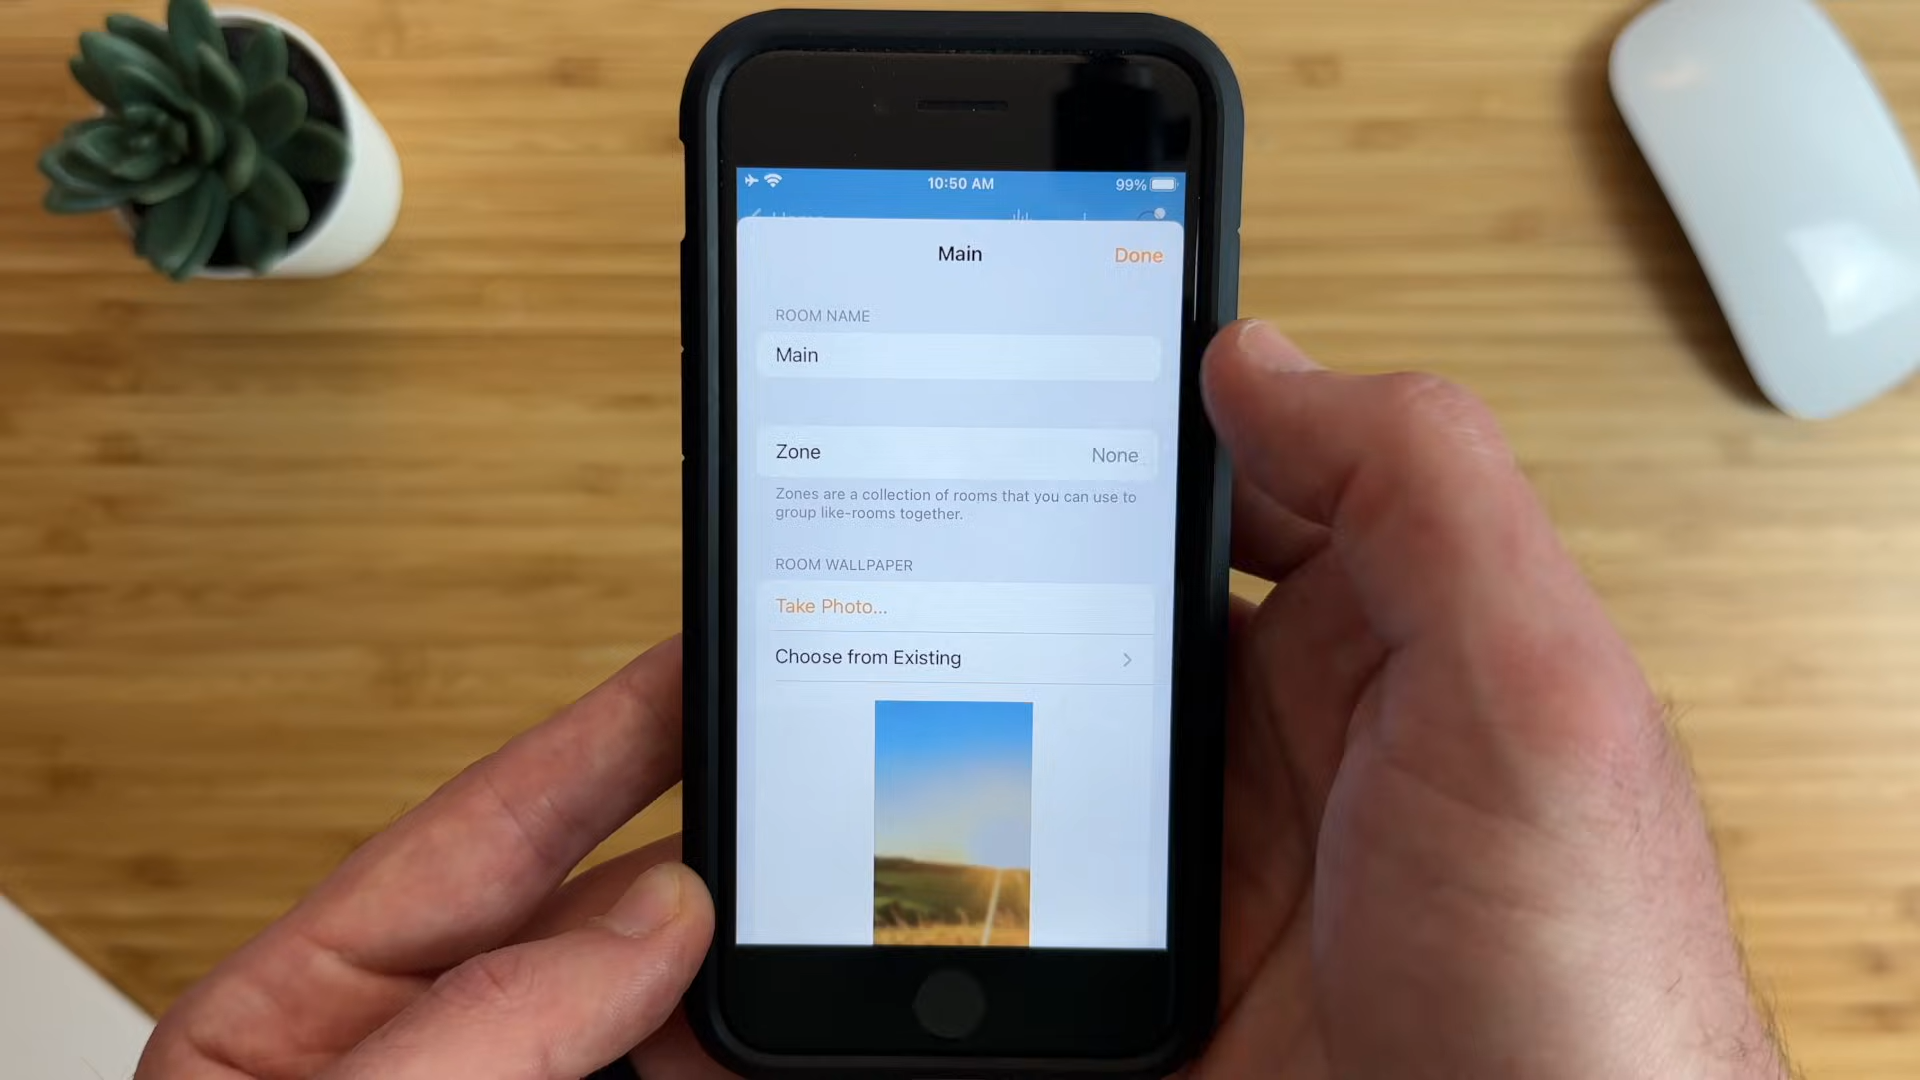 10:50 AM
99%
Main
Done
ROOM NAME
Main
Zone
None
Zones are a collection of rooms that you can use to
group like-rooms together.
ROOM WALLPAPER
Take Photo...
Choose from Existing